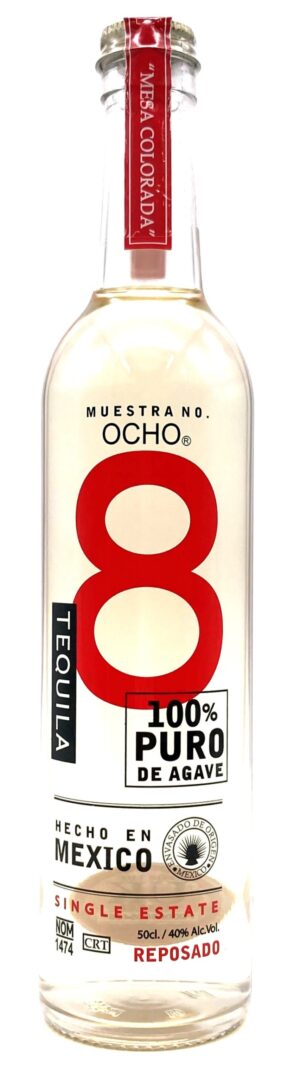 "MESA COLORADA"
MUESTRA NO.
OCHO®
8
TEQUILA
100%
PURO
DE AGAVE
HECHO EN
MEXICO
ENVASADO DE ORIGEN
• MEXICO •
SINGLE ESTATE
NOM
1474
CRT
50cl. / 40% Alc.Vol.
REPOSADO